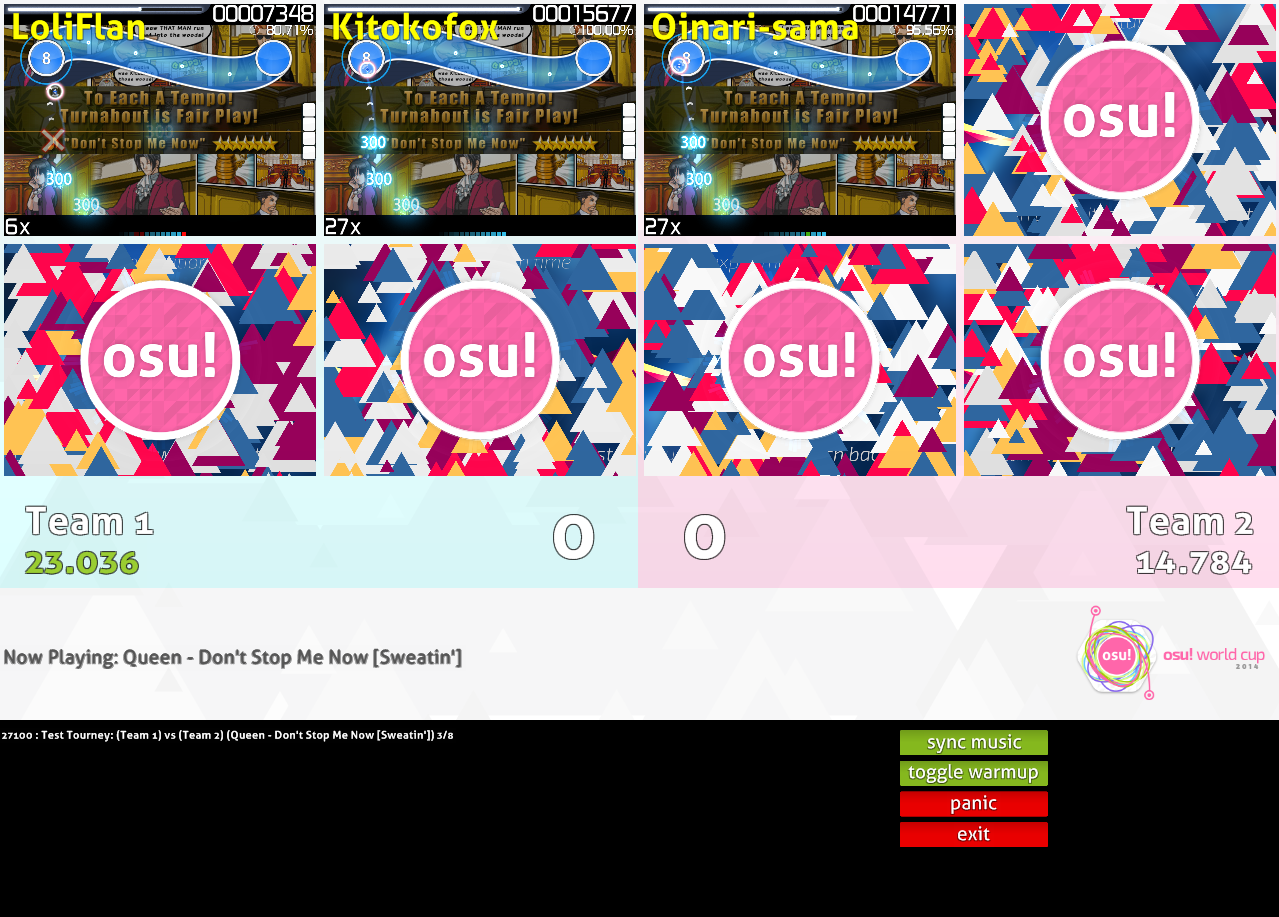 LoliFlan
00007348
80.71%
8
To Each A Tempo!
Turnabout is Fair Play!
"Don't Stop Me Now"
300
300
6x
Kitokofox
00015677
100.00%
8
To Each A Tempo!
Turnabout is Fair Play!
"Don't Stop Me Now"
300
300
300
27x
Oinari-sama
00014771
95.56%
8
To Each A Tempo!
Turnabout is Fair Play!
"Don't Stop Me Now"
300
300
300
27x
osu!
osu!
osu!
osu!
osu!
Team 1
23.036
0
0
Team 2
14.784
Now Playing: Queen - Don't Stop Me Now [Sweatin']
osu!
osu! world cup
2014
27100 : Test Tourney: (Team 1) vs (Team 2) (Queen - Don't Stop Me Now [Sweatin']) 3/8
sync music
toggle warmup
panic
exit